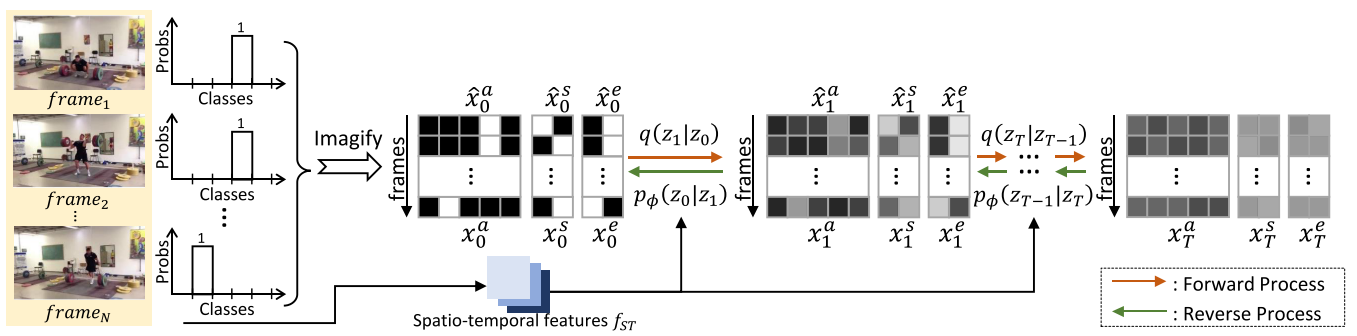 frame₁
frame₂
⋮
frame_N
Probs
1
Classes
Probs
1
⋮
Probs
1
Classes
Imagify
frames
x̂₀ᵃ x̂₀ˢ x̂₀ᵉ
⋮ ⋮ ⋮
x₀ᵃ x₀ˢ x₀ᵉ
q(z₁|z₀)
p_ϕ(z₀|z₁)
frames
x̂₁ᵃ x̂₁ˢ x̂₁ᵉ
⋮ ⋮ ⋮
x₁ᵃ x₁ˢ x₁ᵉ
q(z_T|z_{T−1})
...
p_ϕ(z_{T−1}|z_T)
frames
⋮ ⋮ ⋮
x_Tᵃ x_Tˢ x_Tᵉ
Spatio-temporal features f_{ST}
: Forward Process
: Reverse Process